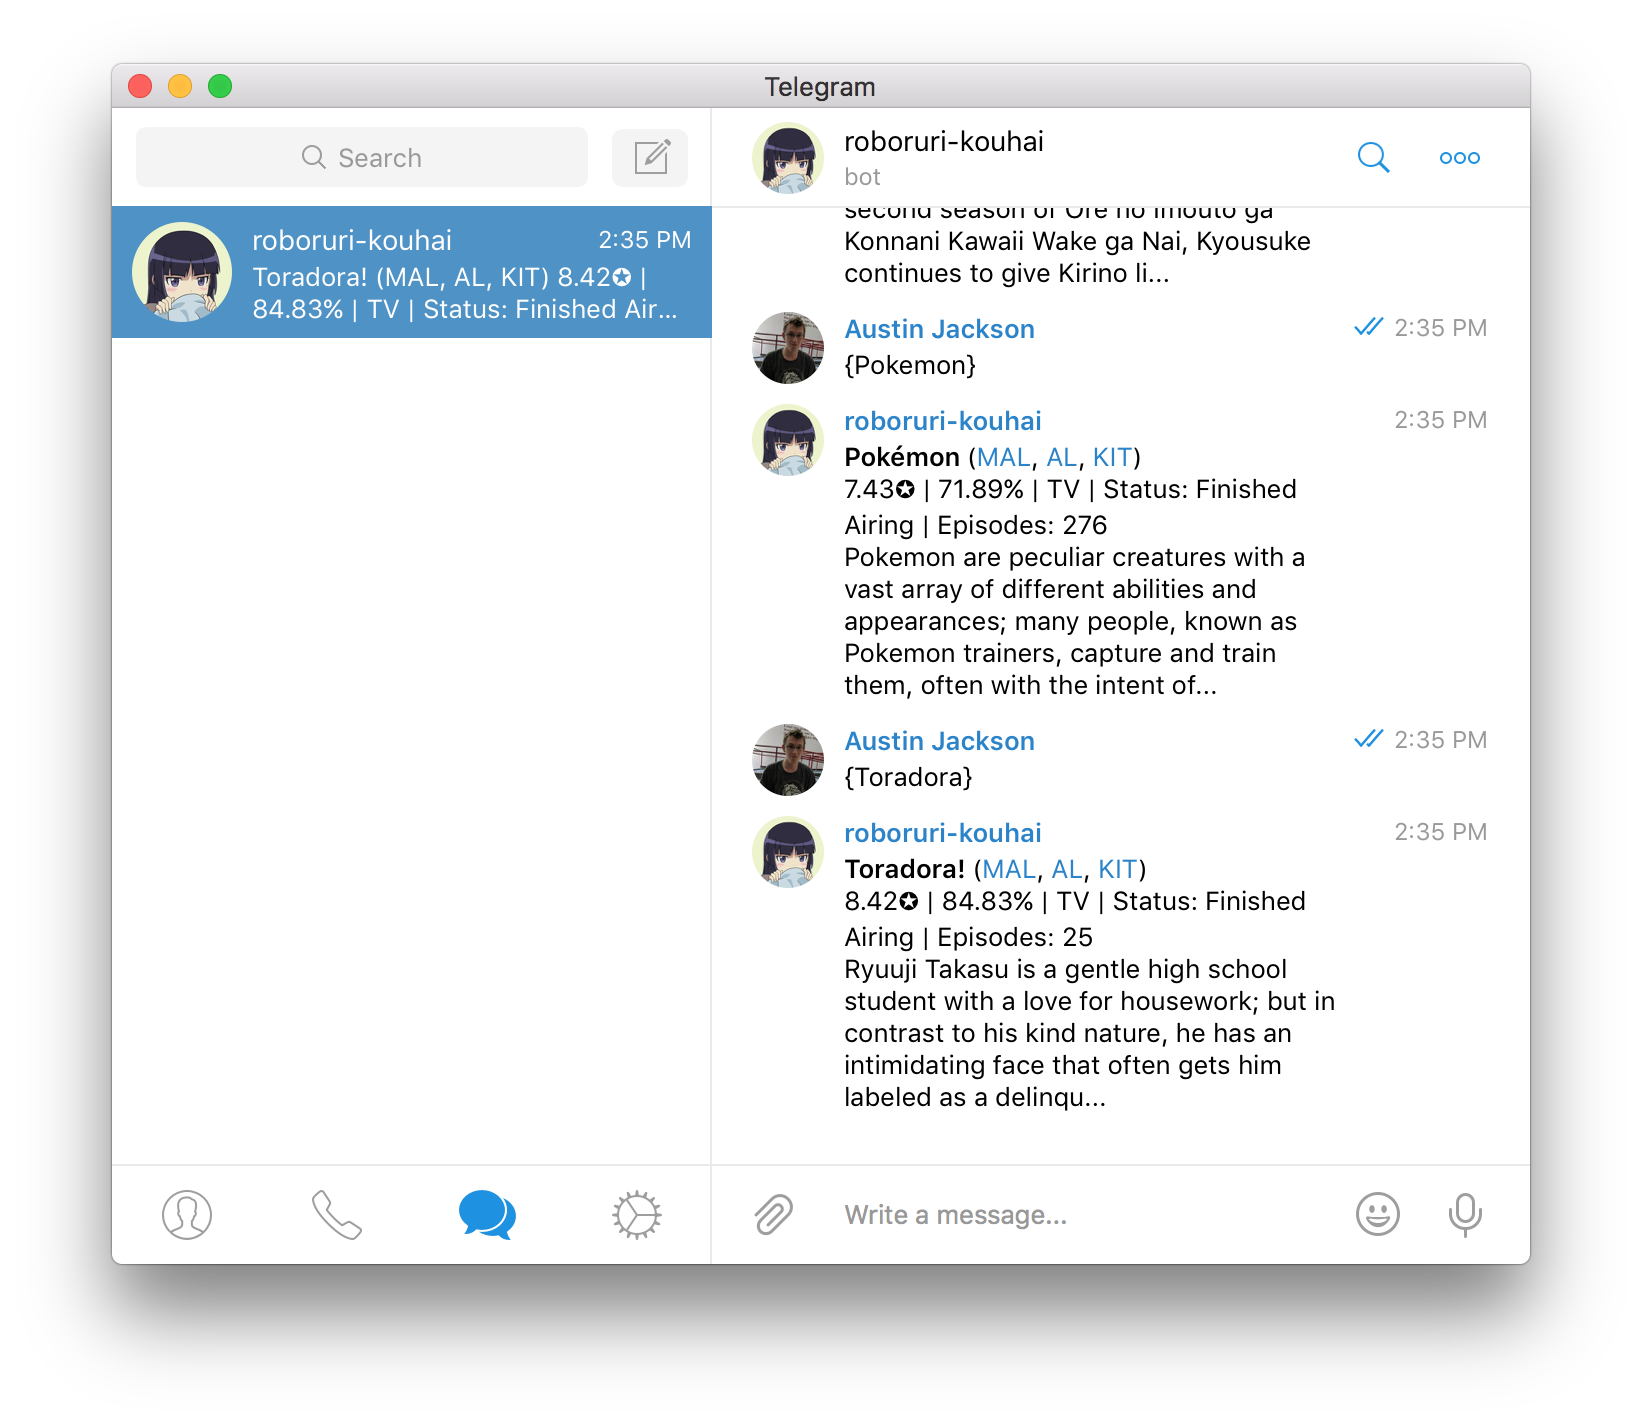 Telegram
Search
roboruri-kouhai 2:35 PM
Toradora! (MAL, AL, KIT) 8.42✪ |
84.83% | TV | Status: Finished Air...
roboruri-kouhai
bot
second season of Ore no Imouto ga
Konnani Kawaii Wake ga Nai, Kyousuke
continues to give Kirino li...
Austin Jackson 2:35 PM
{Pokemon}
roboruri-kouhai 2:35 PM
Pokémon (MAL, AL, KIT)
7.43✪ | 71.89% | TV | Status: Finished
Airing | Episodes: 276
Pokemon are peculiar creatures with a
vast array of different abilities and
appearances; many people, known as
Pokemon trainers, capture and train
them, often with the intent of...
Austin Jackson 2:35 PM
{Toradora}
roboruri-kouhai 2:35 PM
Toradora! (MAL, AL, KIT)
8.42✪ | 84.83% | TV | Status: Finished
Airing | Episodes: 25
Ryuuji Takasu is a gentle high school
student with a love for housework; but in
contrast to his kind nature, he has an
intimidating face that often gets him
labeled as a delinqu...
Write a message...